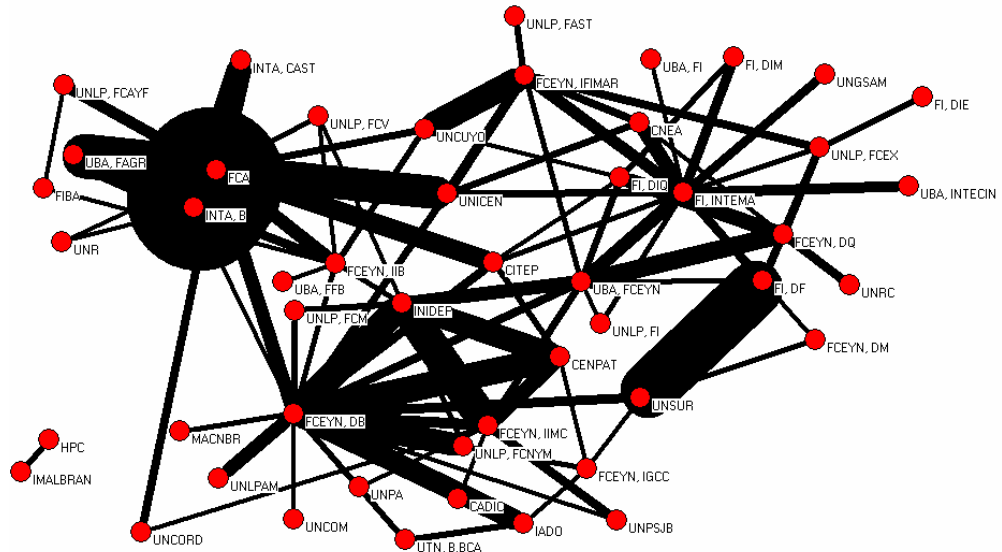 UNLP, FAST
INTA, CAST
UBA, FI
FI, DIM
UNGSAM
FCEYN, IFIMAR
UNLP, FCAYF
FI, DIE
UNLP, FCV
UNCUYO
CNEA
UNLP, FCEX
UBA, FAGR
FCA
FI, DIQ
FIBA
UNICEN
FI, INTEMA
UBA, INTECIN
INTA, B
UNR
FCEYN, DQ
FCEYN, IIB
CITEP
UBA, FFB
UBA, FCEYN
FI, DF
UNRC
UNLP, FCM
INIDEP
UNLP, FI
FCEYN, DM
CENPAT
UNSUR
FCEYN, DB
FCEYN, IIMC
MACNBR
HPC
UNLP, FCNYM
IMALBRAN
FCEYN, IGCC
UNLPAM
UNPA
CADIC
UNCOM
UNPSJB
IADO
UNCORD
UTN, B.BCA